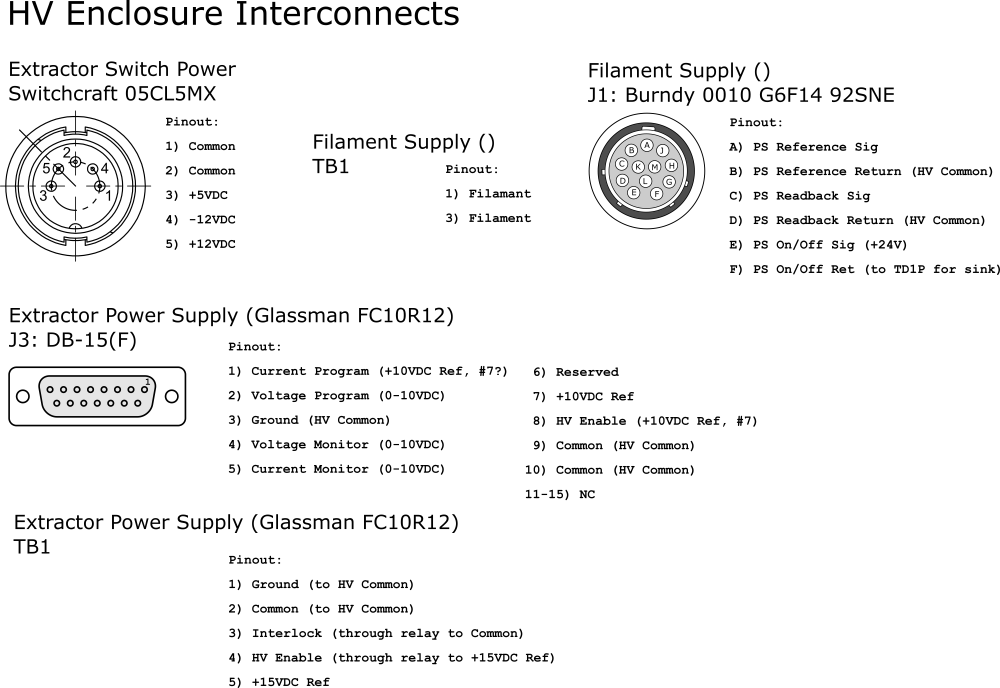 HV Enclosure Interconnects
Extractor Switch Power
Switchcraft 05CL5MX
2
5
4
3
1
Pinout:
1) Common
2) Common
3) +5VDC
4) -12VDC
5) +12VDC
Filament Supply ()
TB1
Pinout:
1) Filamant
3) Filament
Filament Supply ()
J1: Burndy 0010 G6F14 92SNE
A
B J
C K M H
D L G
E F
Pinout:
A) PS Reference Sig
B) PS Reference Return (HV Common)
C) PS Readback Sig
D) PS Readback Return (HV Common)
E) PS On/Off Sig (+24V)
F) PS On/Off Ret (to TD1P for sink)
Extractor Power Supply (Glassman FC10R12)
J3: DB-15(F)
1
Pinout:
1) Current Program (+10VDC Ref, #7?)
2) Voltage Program (0-10VDC)
3) Ground (HV Common)
4) Voltage Monitor (0-10VDC)
5) Current Monitor (0-10VDC)
6) Reserved
7) +10VDC Ref
8) HV Enable (+10VDC Ref, #7)
9) Common (HV Common)
10) Common (HV Common)
11-15) NC
Extractor Power Supply (Glassman FC10R12)
TB1
Pinout:
1) Ground (to HV Common)
2) Common (to HV Common)
3) Interlock (through relay to Common)
4) HV Enable (through relay to +15VDC Ref)
5) +15VDC Ref